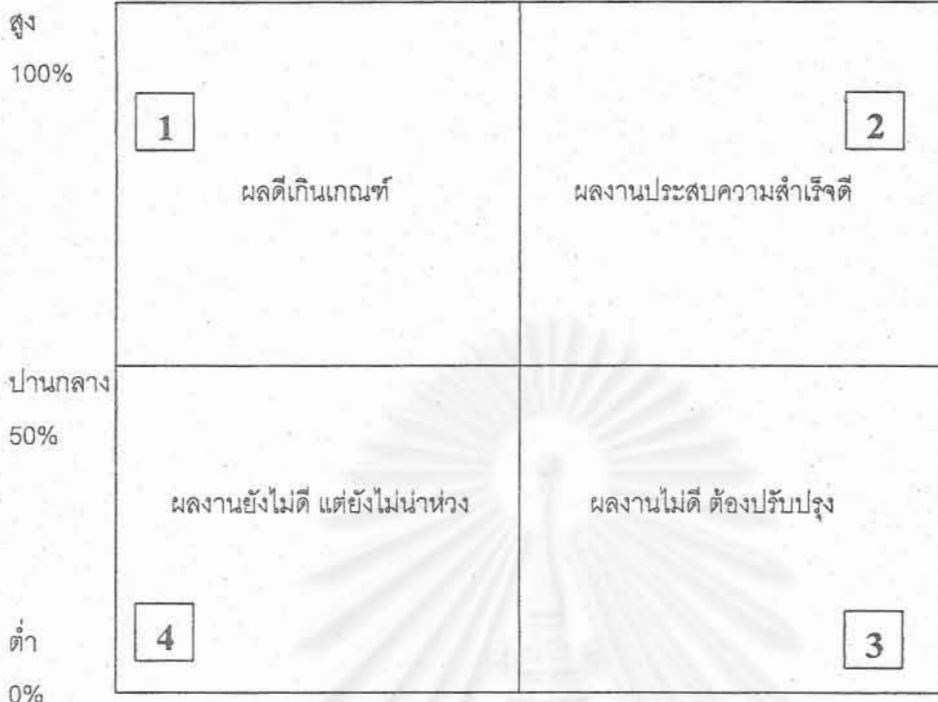 สูง
100%
1
2
ผลดีเกินเกณฑ์
ผลงานประสบความสำเร็จดี
ปานกลาง
50%
ผลงานยังไม่ดี แต่ยังไม่น่าห่วง
ผลงานไม่ดี ต้องปรับปรุง
4
3
ต่ำ
0%